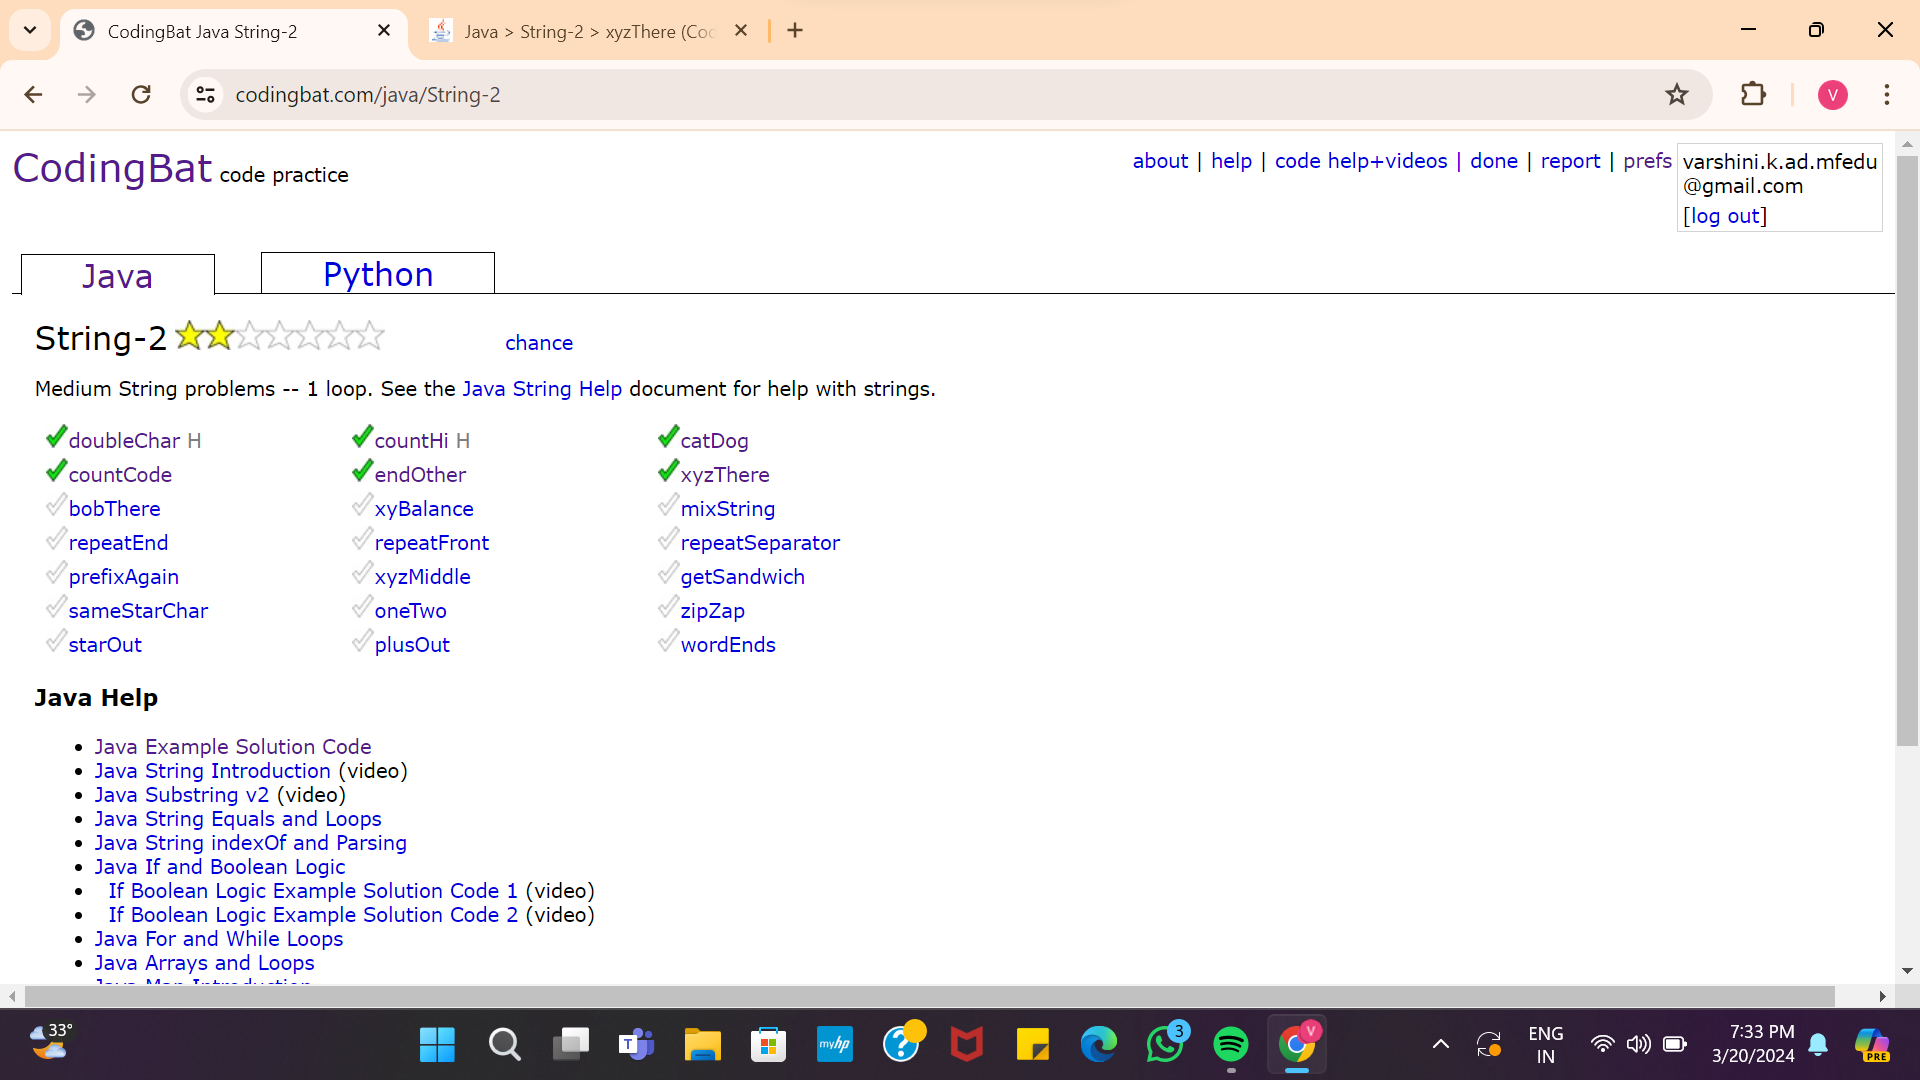 CodingBat Java String-2
Java > String-2 > xyzThere (Coc
codingbat.com/java/String-2
V
CodingBat code practice
about | help | code help+videos | done | report | prefs
varshini.k.ad.mfedu
@gmail.com
[log out]
Java
Python
String-2
chance
Medium String problems -- 1 loop. See the Java String Help document for help with strings.
doubleChar H countHi H catDog
countCode endOther xyzThere
bobThere xyBalance mixString
repeatEnd repeatFront repeatSeparator
prefixAgain xyzMiddle getSandwich
sameStarChar oneTwo zipZap
starOut plusOut wordEnds
Java Help
Java Example Solution Code
Java String Introduction (video)
Java Substring v2 (video)
Java String Equals and Loops
Java String indexOf and Parsing
Java If and Boolean Logic
If Boolean Logic Example Solution Code 1 (video)
If Boolean Logic Example Solution Code 2 (video)
Java For and While Loops
Java Arrays and Loops
Java Map Introduction
33°
T
myhp
?
3
V
ENG
IN
7:33 PM
3/20/2024
PRE